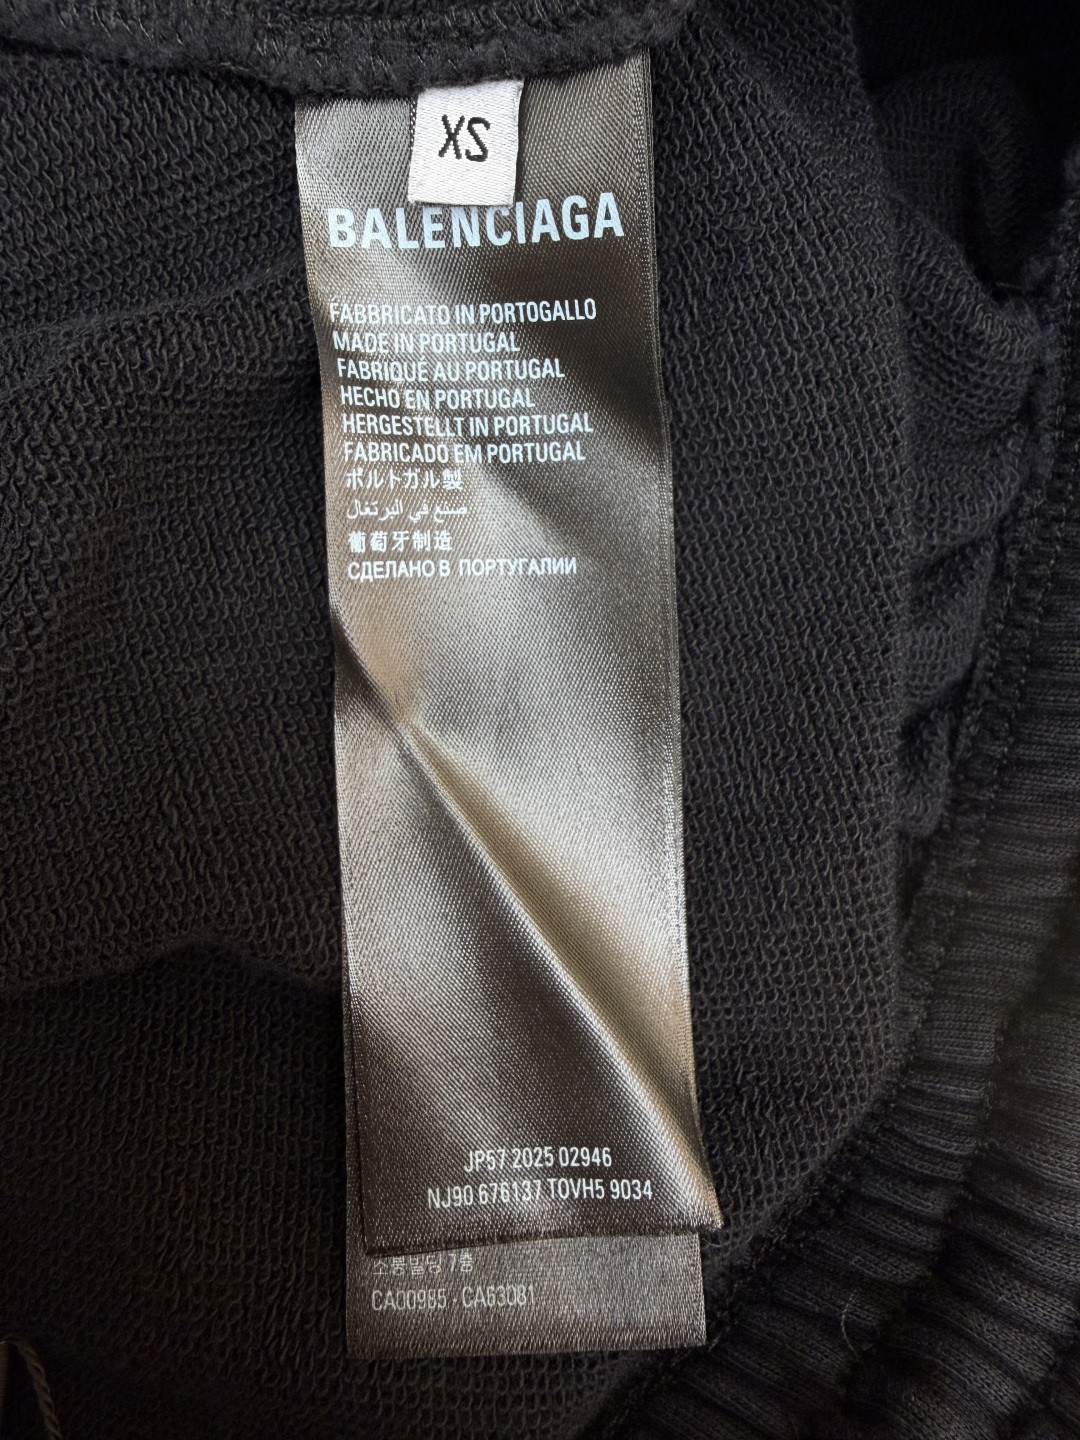 XS
BALENCIAGA
FABBRICATO IN PORTOGALLO
MADE IN PORTUGAL
FABRIQUÉ AU PORTUGAL
HECHO EN PORTUGAL
HERGESTELLT IN PORTUGAL
FABRICADO EM PORTUGAL
ポルトガル製
صنع في البرتغال
葡萄牙制造
СДЕЛАНО В ПОРТУГАЛИИ
JP57 2025 02946
NJ90 676137 TOVH5 9034
7층
CA00985 - CA63081